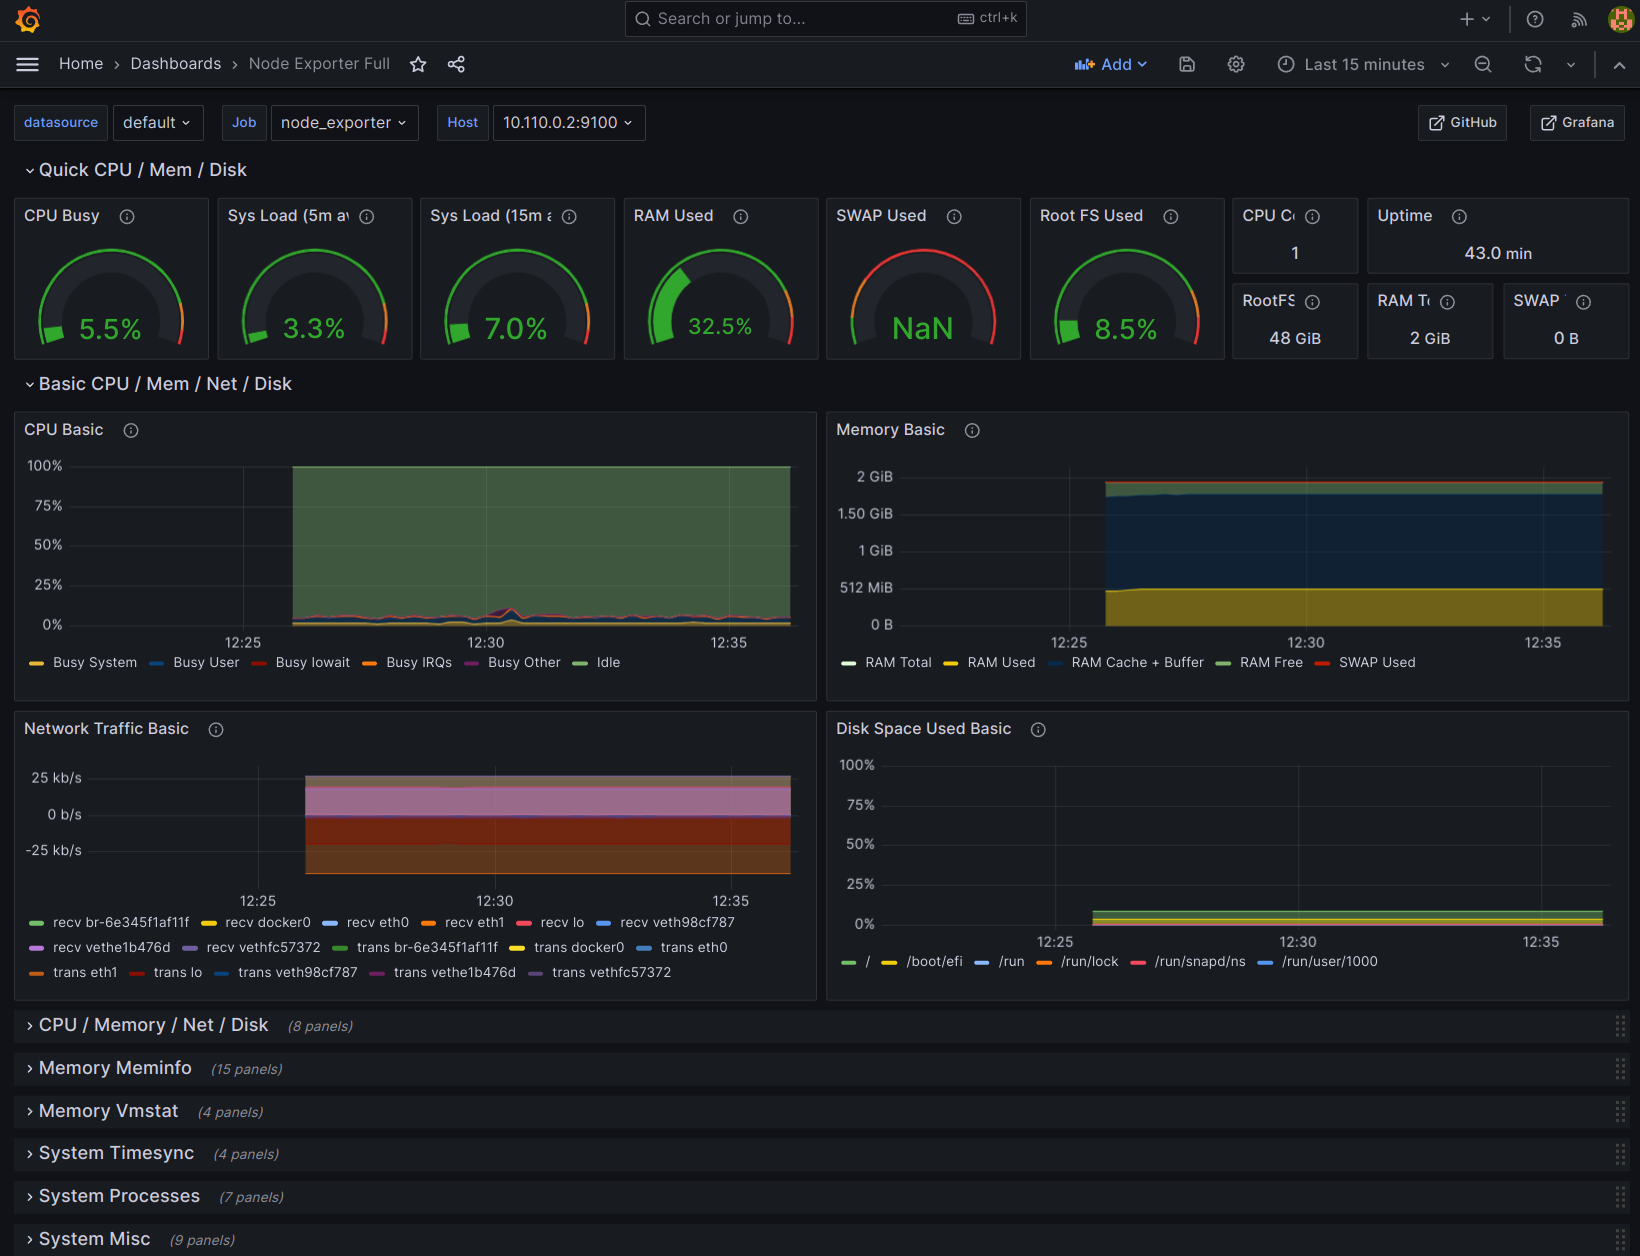 Search or jump to... ctrl+k
Home › Dashboards › Node Exporter Full Add Last 15 minutes
datasource default Job node_exporter Host 10.110.0.2:9100 GitHub Grafana
Quick CPU / Mem / Disk
CPU Busy Sys Load (5m av Sys Load (15m a RAM Used SWAP Used Root FS Used CPU Co Uptime
5.5% 3.3% 7.0% 32.5% NaN 8.5% 1 43.0 min
RootFS RAM To SWAP
48 GiB 2 GiB 0 B
Basic CPU / Mem / Net / Disk
CPU Basic
100%
75%
50%
25%
0%
12:25 12:30 12:35
Busy System Busy User Busy Iowait Busy IRQs Busy Other Idle
Memory Basic
2 GiB
1.50 GiB
1 GiB
512 MiB
0 B
12:25 12:30 12:35
RAM Total RAM Used RAM Cache + Buffer RAM Free SWAP Used
Network Traffic Basic
25 kb/s
0 b/s
-25 kb/s
12:25 12:30 12:35
recv br-6e345f1af11f recv docker0 recv eth0 recv eth1 recv lo recv veth98cf787
recv vethe1b476d recv vethfc57372 trans br-6e345f1af11f trans docker0 trans eth0
trans eth1 trans lo trans veth98cf787 trans vethe1b476d trans vethfc57372
Disk Space Used Basic
100%
75%
50%
25%
0%
12:25 12:30 12:35
/ /boot/efi /run /run/lock /run/snapd/ns /run/user/1000
CPU / Memory / Net / Disk (8 panels)
Memory Meminfo (15 panels)
Memory Vmstat (4 panels)
System Timesync (4 panels)
System Processes (7 panels)
System Misc (9 panels)